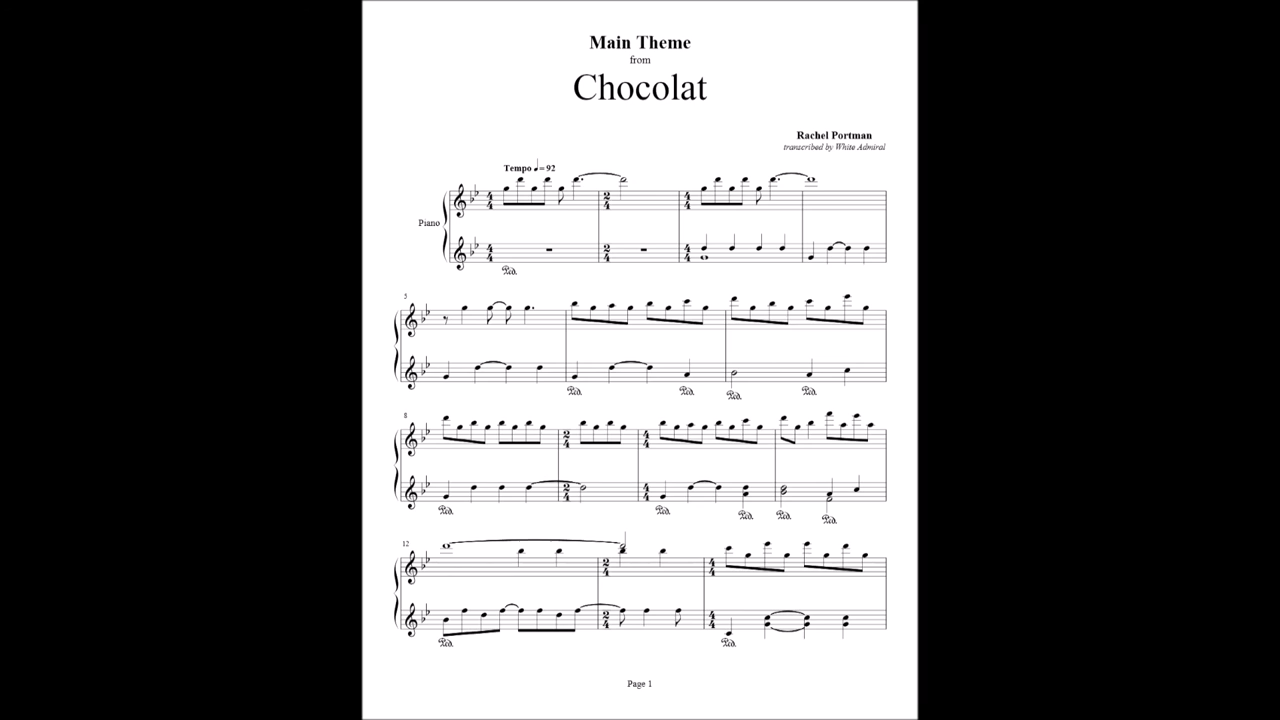 Main Theme
from
Chocolat
Rachel Portman
transcribed by White Admiral
Tempo ♩= 92
Piano
5
8
12
Page 1